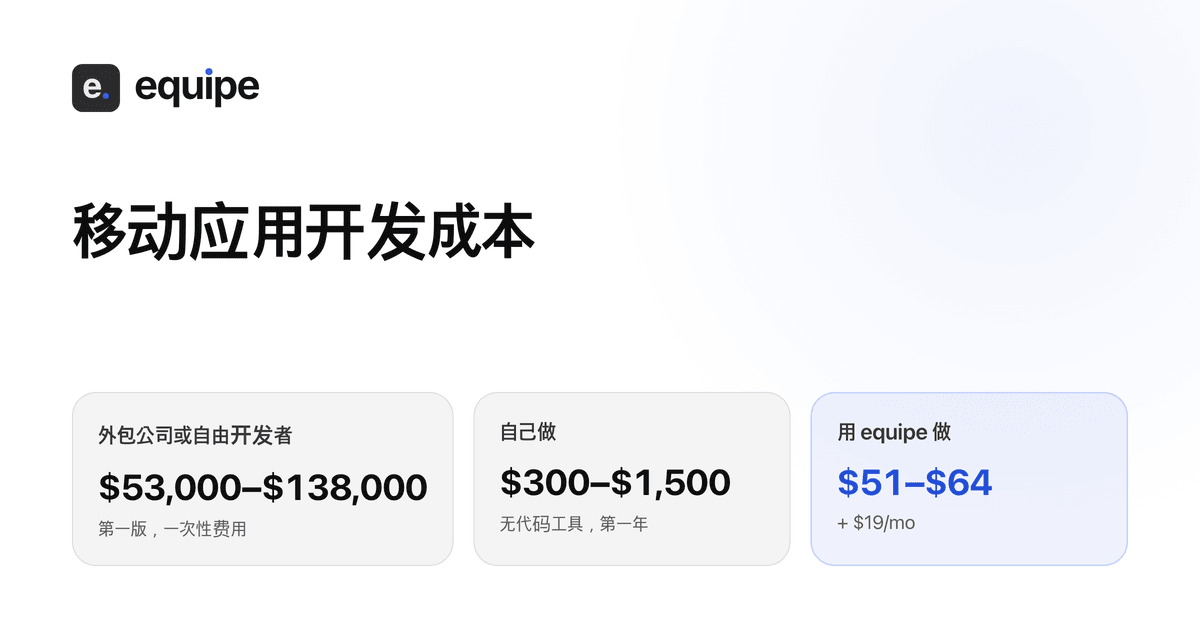 e. equipe
移动应用开发成本
外包公司或自由开发者
$53,000–$138,000
第一版，一次性费用
自己做
$300–$1,500
无代码工具，第一年
用 equipe 做
$51–$64
+ $19/mo